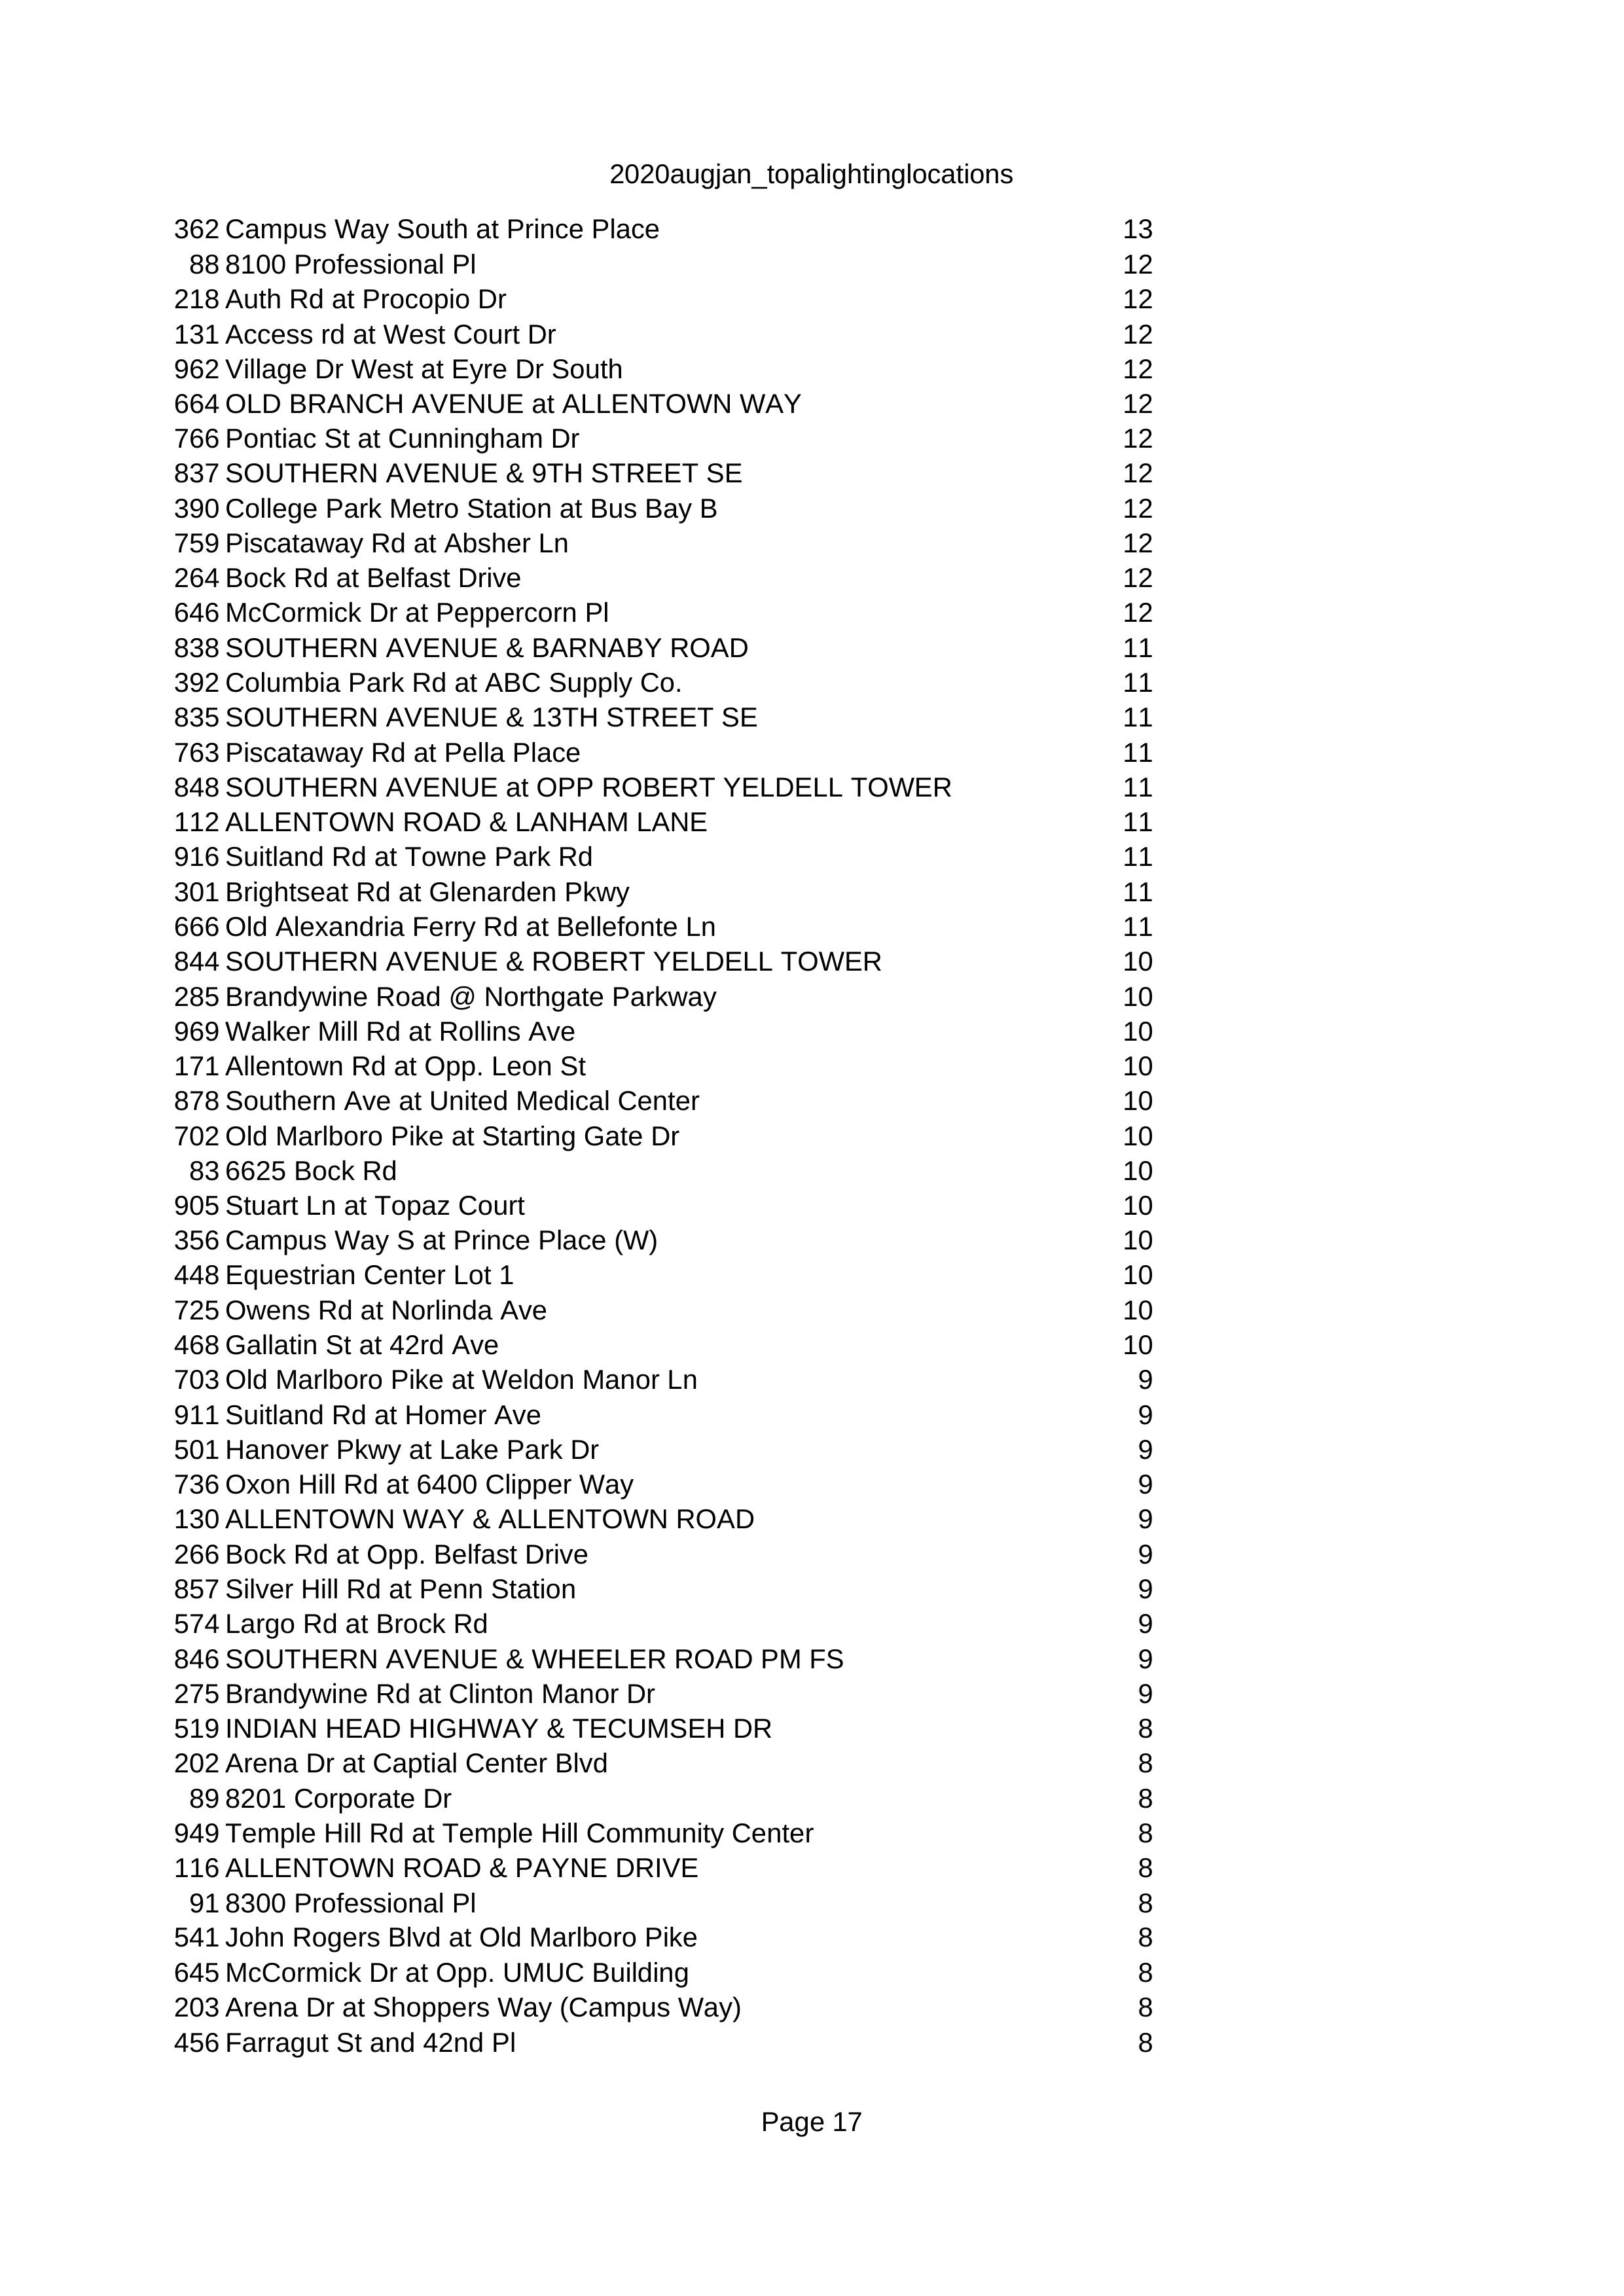 2020augjan_topalightinglocations
362 Campus Way South at Prince Place 13
88 8100 Professional Pl 12
218 Auth Rd at Procopio Dr 12
131 Access rd at West Court Dr 12
962 Village Dr West at Eyre Dr South 12
664 OLD BRANCH AVENUE at ALLENTOWN WAY 12
766 Pontiac St at Cunningham Dr 12
837 SOUTHERN AVENUE & 9TH STREET SE 12
390 College Park Metro Station at Bus Bay B 12
759 Piscataway Rd at Absher Ln 12
264 Bock Rd at Belfast Drive 12
646 McCormick Dr at Peppercorn Pl 12
838 SOUTHERN AVENUE & BARNABY ROAD 11
392 Columbia Park Rd at ABC Supply Co. 11
835 SOUTHERN AVENUE & 13TH STREET SE 11
763 Piscataway Rd at Pella Place 11
848 SOUTHERN AVENUE at OPP ROBERT YELDELL TOWER 11
112 ALLENTOWN ROAD & LANHAM LANE 11
916 Suitland Rd at Towne Park Rd 11
301 Brightseat Rd at Glenarden Pkwy 11
666 Old Alexandria Ferry Rd at Bellefonte Ln 11
844 SOUTHERN AVENUE & ROBERT YELDELL TOWER 10
285 Brandywine Road @ Northgate Parkway 10
969 Walker Mill Rd at Rollins Ave 10
171 Allentown Rd at Opp. Leon St 10
878 Southern Ave at United Medical Center 10
702 Old Marlboro Pike at Starting Gate Dr 10
83 6625 Bock Rd 10
905 Stuart Ln at Topaz Court 10
356 Campus Way S at Prince Place (W) 10
448 Equestrian Center Lot 1 10
725 Owens Rd at Norlinda Ave 10
468 Gallatin St at 42rd Ave 10
703 Old Marlboro Pike at Weldon Manor Ln 9
911 Suitland Rd at Homer Ave 9
501 Hanover Pkwy at Lake Park Dr 9
736 Oxon Hill Rd at 6400 Clipper Way 9
130 ALLENTOWN WAY & ALLENTOWN ROAD 9
266 Bock Rd at Opp. Belfast Drive 9
857 Silver Hill Rd at Penn Station 9
574 Largo Rd at Brock Rd 9
846 SOUTHERN AVENUE & WHEELER ROAD PM FS 9
275 Brandywine Rd at Clinton Manor Dr 9
519 INDIAN HEAD HIGHWAY & TECUMSEH DR 8
202 Arena Dr at Captial Center Blvd 8
89 8201 Corporate Dr 8
949 Temple Hill Rd at Temple Hill Community Center 8
116 ALLENTOWN ROAD & PAYNE DRIVE 8
91 8300 Professional Pl 8
541 John Rogers Blvd at Old Marlboro Pike 8
645 McCormick Dr at Opp. UMUC Building 8
203 Arena Dr at Shoppers Way (Campus Way) 8
456 Farragut St and 42nd Pl 8
Page 17